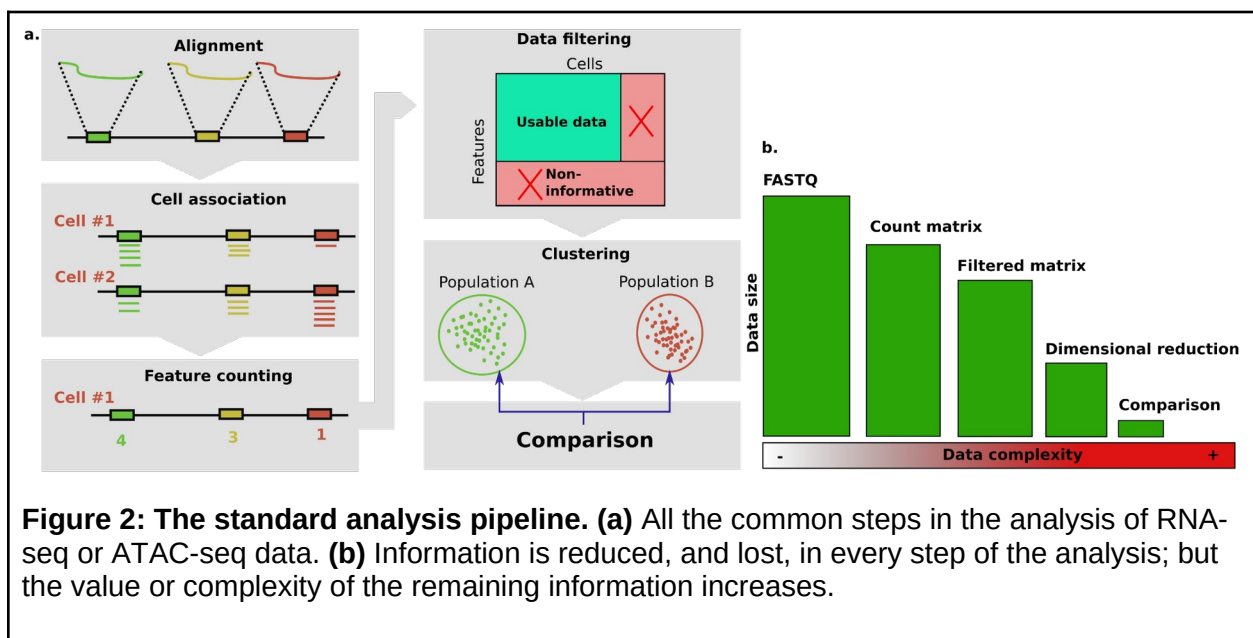 a.
Alignment
Cell association
Cell #1
Cell #2
Feature counting
Cell #1
4 3 1
Data filtering
Cells
Features
Usable data
Non-
informative
Clustering
Population A Population B
Comparison
b.
FASTQ
Count matrix
Filtered matrix
Dimensional reduction
Comparison
Data size
- Data complexity +
Figure 2: The standard analysis pipeline. (a) All the common steps in the analysis of RNA-
seq or ATAC-seq data. (b) Information is reduced, and lost, in every step of the analysis; but
the value or complexity of the remaining information increases.